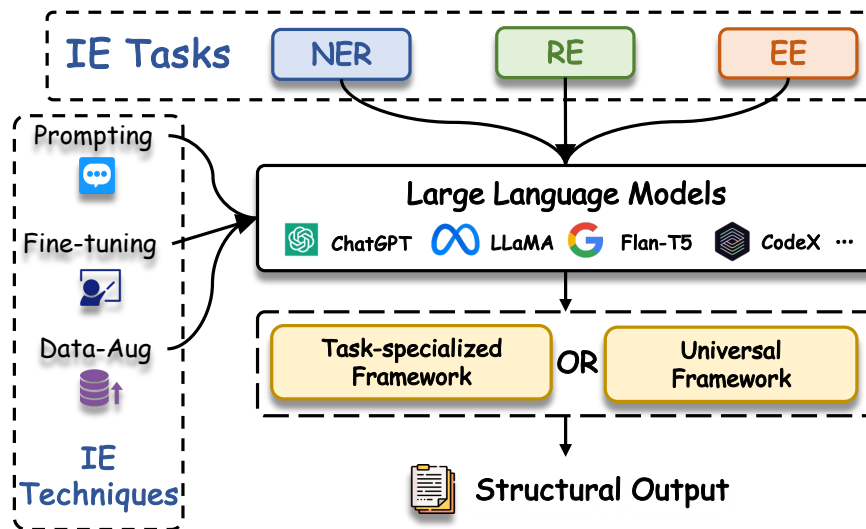 IE Tasks
NER
RE
EE
Prompting
Fine-tuning
Data-Aug
IE
Techniques
Large Language Models
ChatGPT
LLaMA
Flan-T5
CodeX
...
Task-specialized
Framework
OR
Universal
Framework
Structural Output